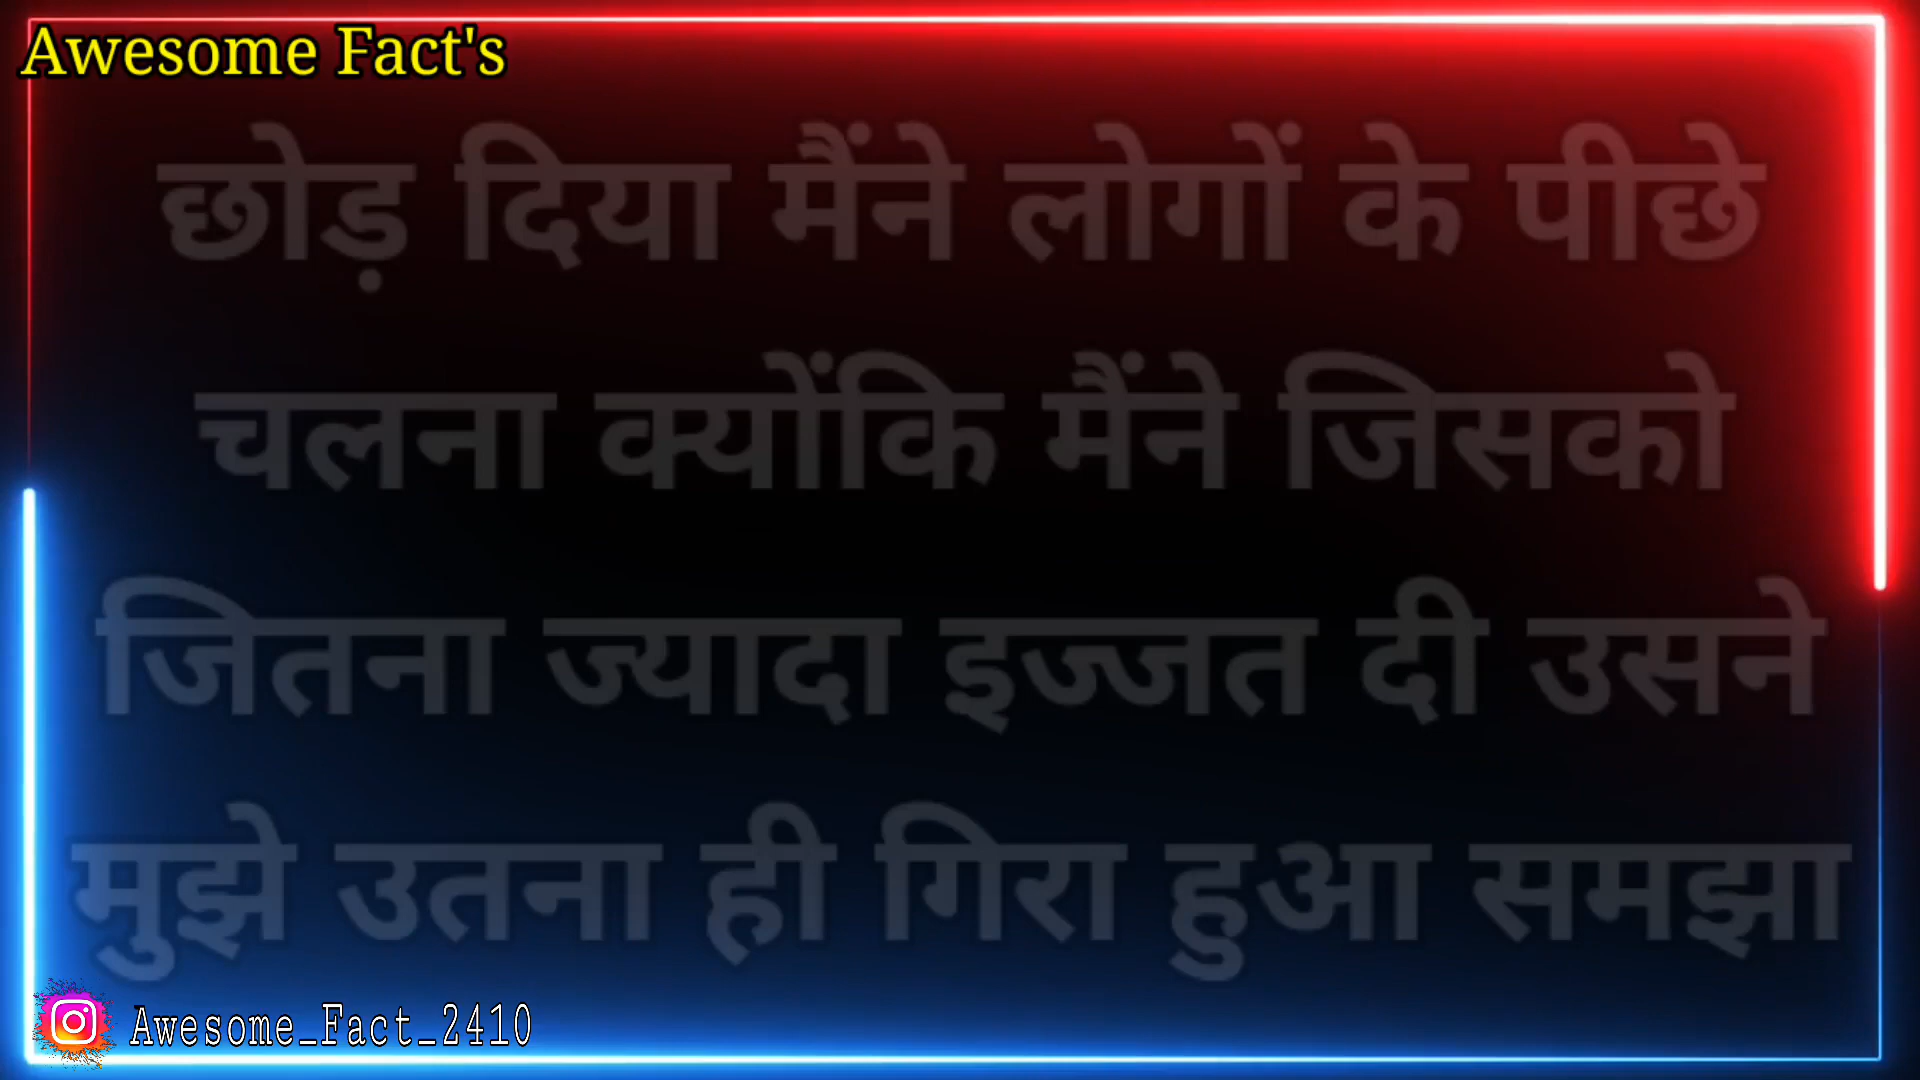 Awesome Fact's
छोड़ दिया मैंने लोगों के पीछे
चलना क्योंकि मैंने जिसको
जितना ज्यादा इज्जत दी उसने
मुझे उतना ही गिरा हुआ समझा
Awesome_Fact_2410